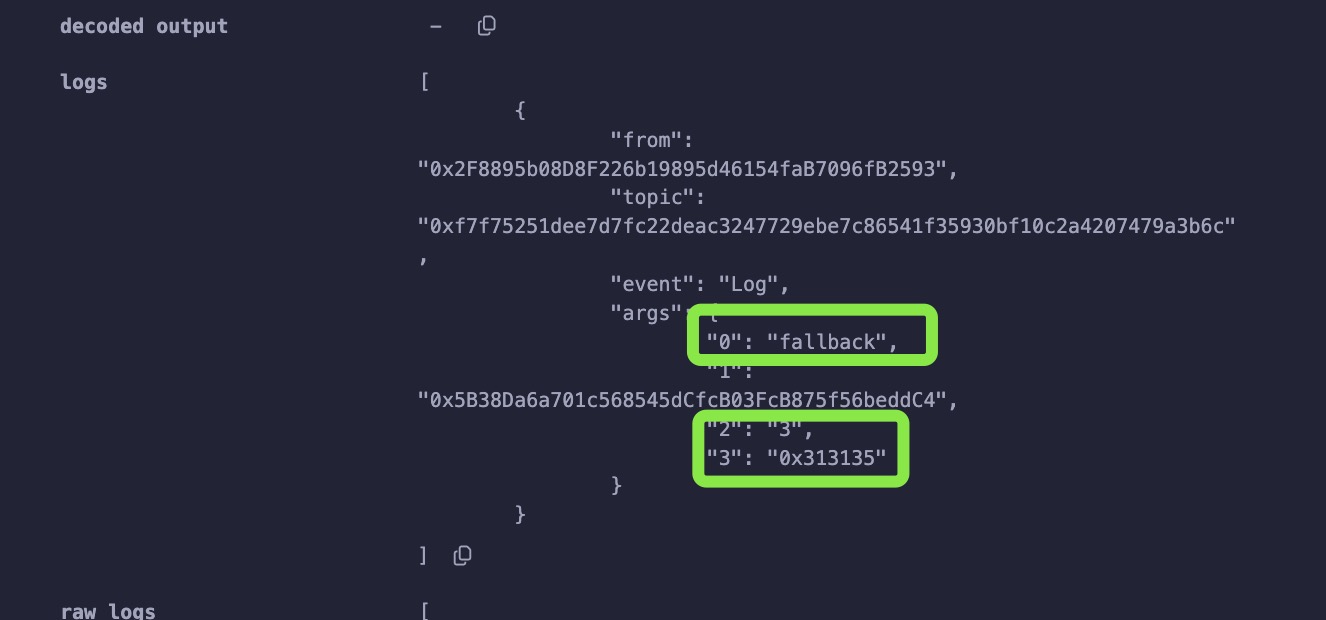 decoded output -
logs [
{
"from":
"0x2F8895b08D8F226b19895d46154faB7096fB2593",
"topic":
"0xf7f75251dee7d7fc22deac3247729ebe7c86541f35930bf10c2a4207479a3b6c"
,
"event": "Log",
"args": {
"0": "fallback",
"1":
"0x5B38Da6a701c568545dCfcB03FcB875f56beddC4",
"2": "3",
"3": "0x313135"
}
}
]
raw logs [